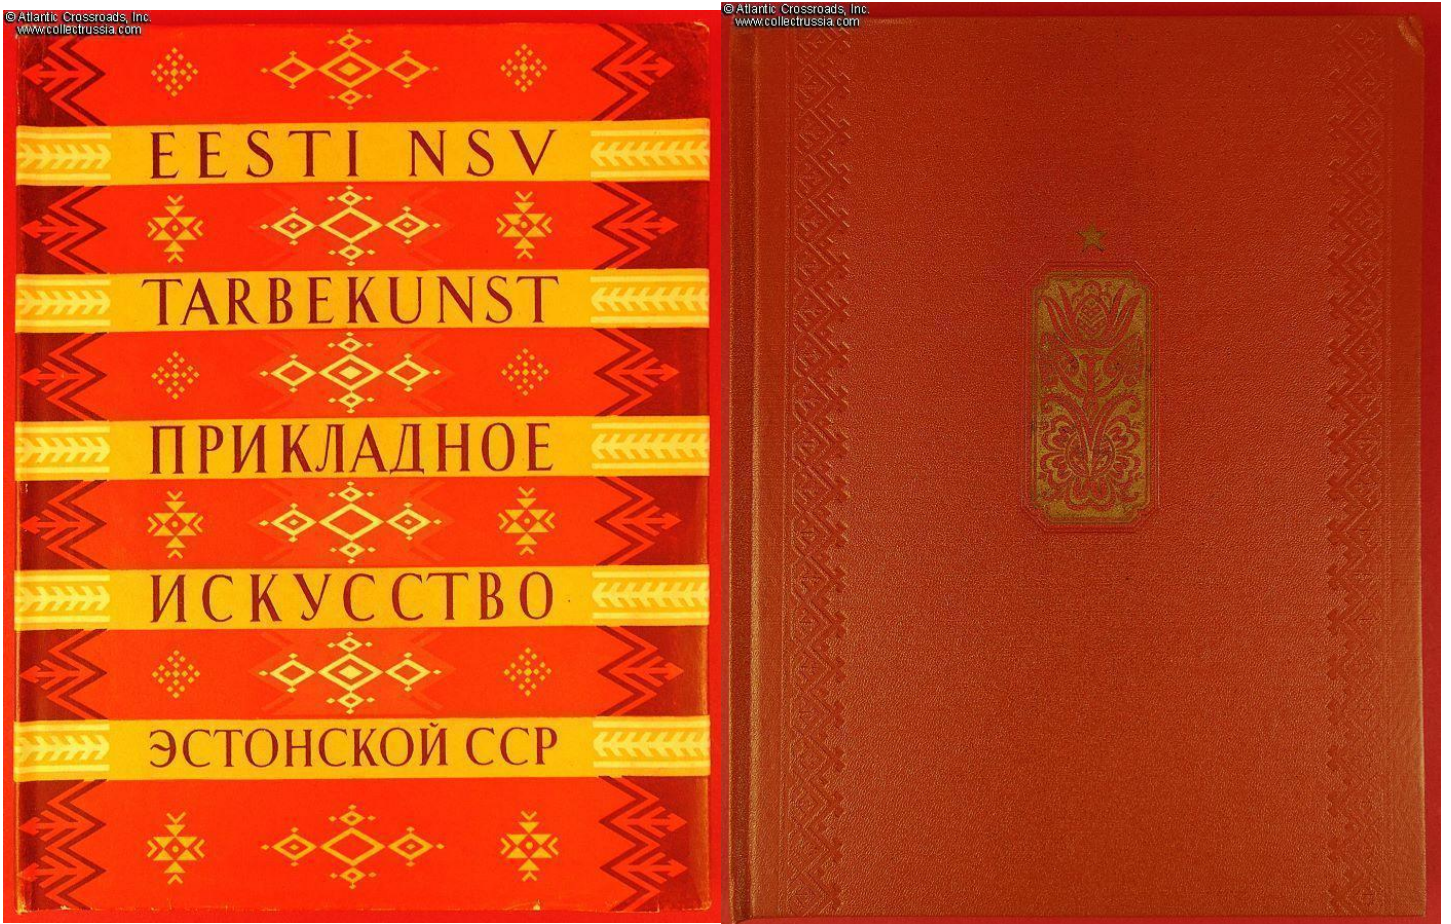 © Atlantic Crossroads, Inc.
www.collectrussia.com
EESTI NSV
TARBEKUNST
ПРИКЛАДНОЕ
ИСКУССТВО
ЭСТОНСКОЙ ССР
© Atlantic Crossroads, Inc.
www.collectrussia.com